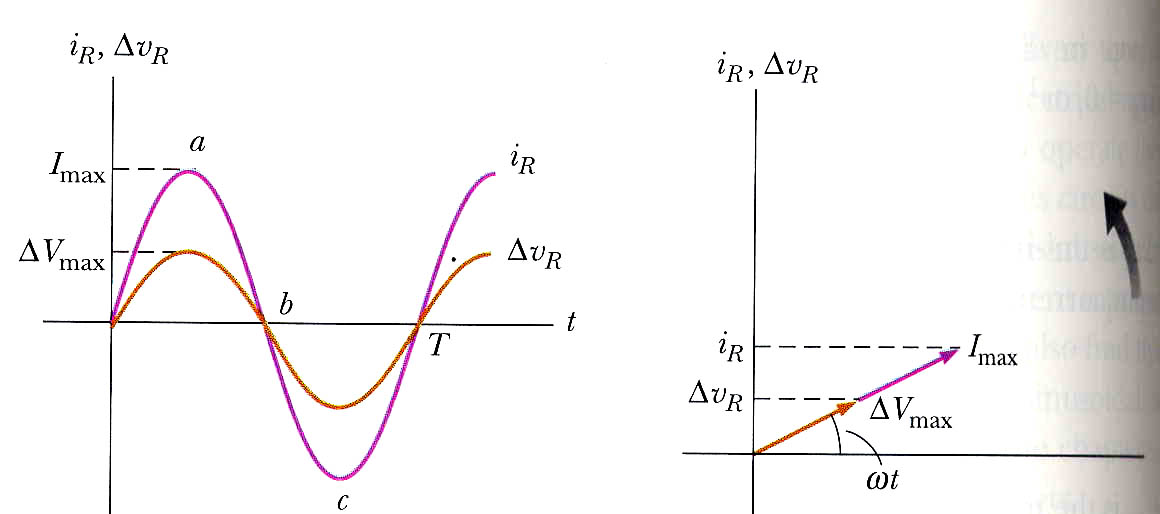 i_R, Δv_R
a
I_max
i_R
ΔV_max
Δv_R
b
t
T
c
i_R, Δv_R
i_R
I_max
Δv_R
ΔV_max
ωt